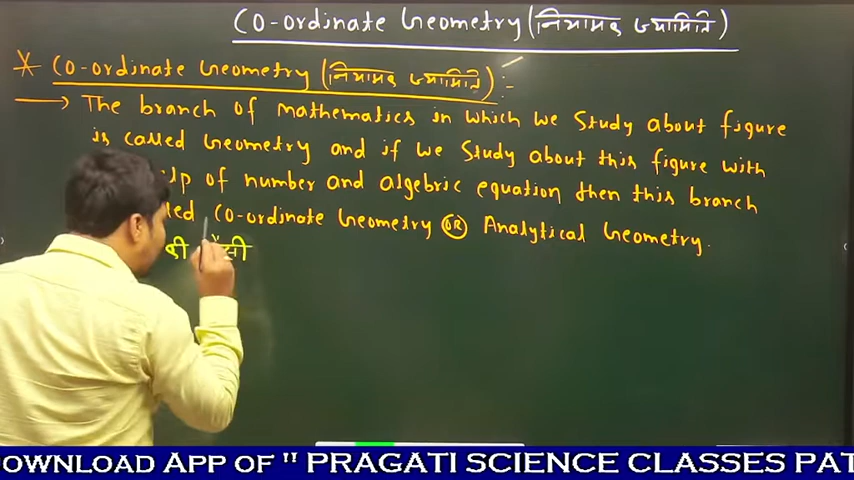 Co-ordinate Geometry (नियामक ज्यामिति)
* Co-ordinate Geometry (नियामक ज्यामिति) :-
→ The branch of mathematics in which we study about figure
is called Geometry and if we study about this figure with
of number and algebric equation then this branch
Co-ordinate Geometry OR Analytical Geometry.
DOWNLOAD APP OF " PRAGATI SCIENCE CLASSES PAT